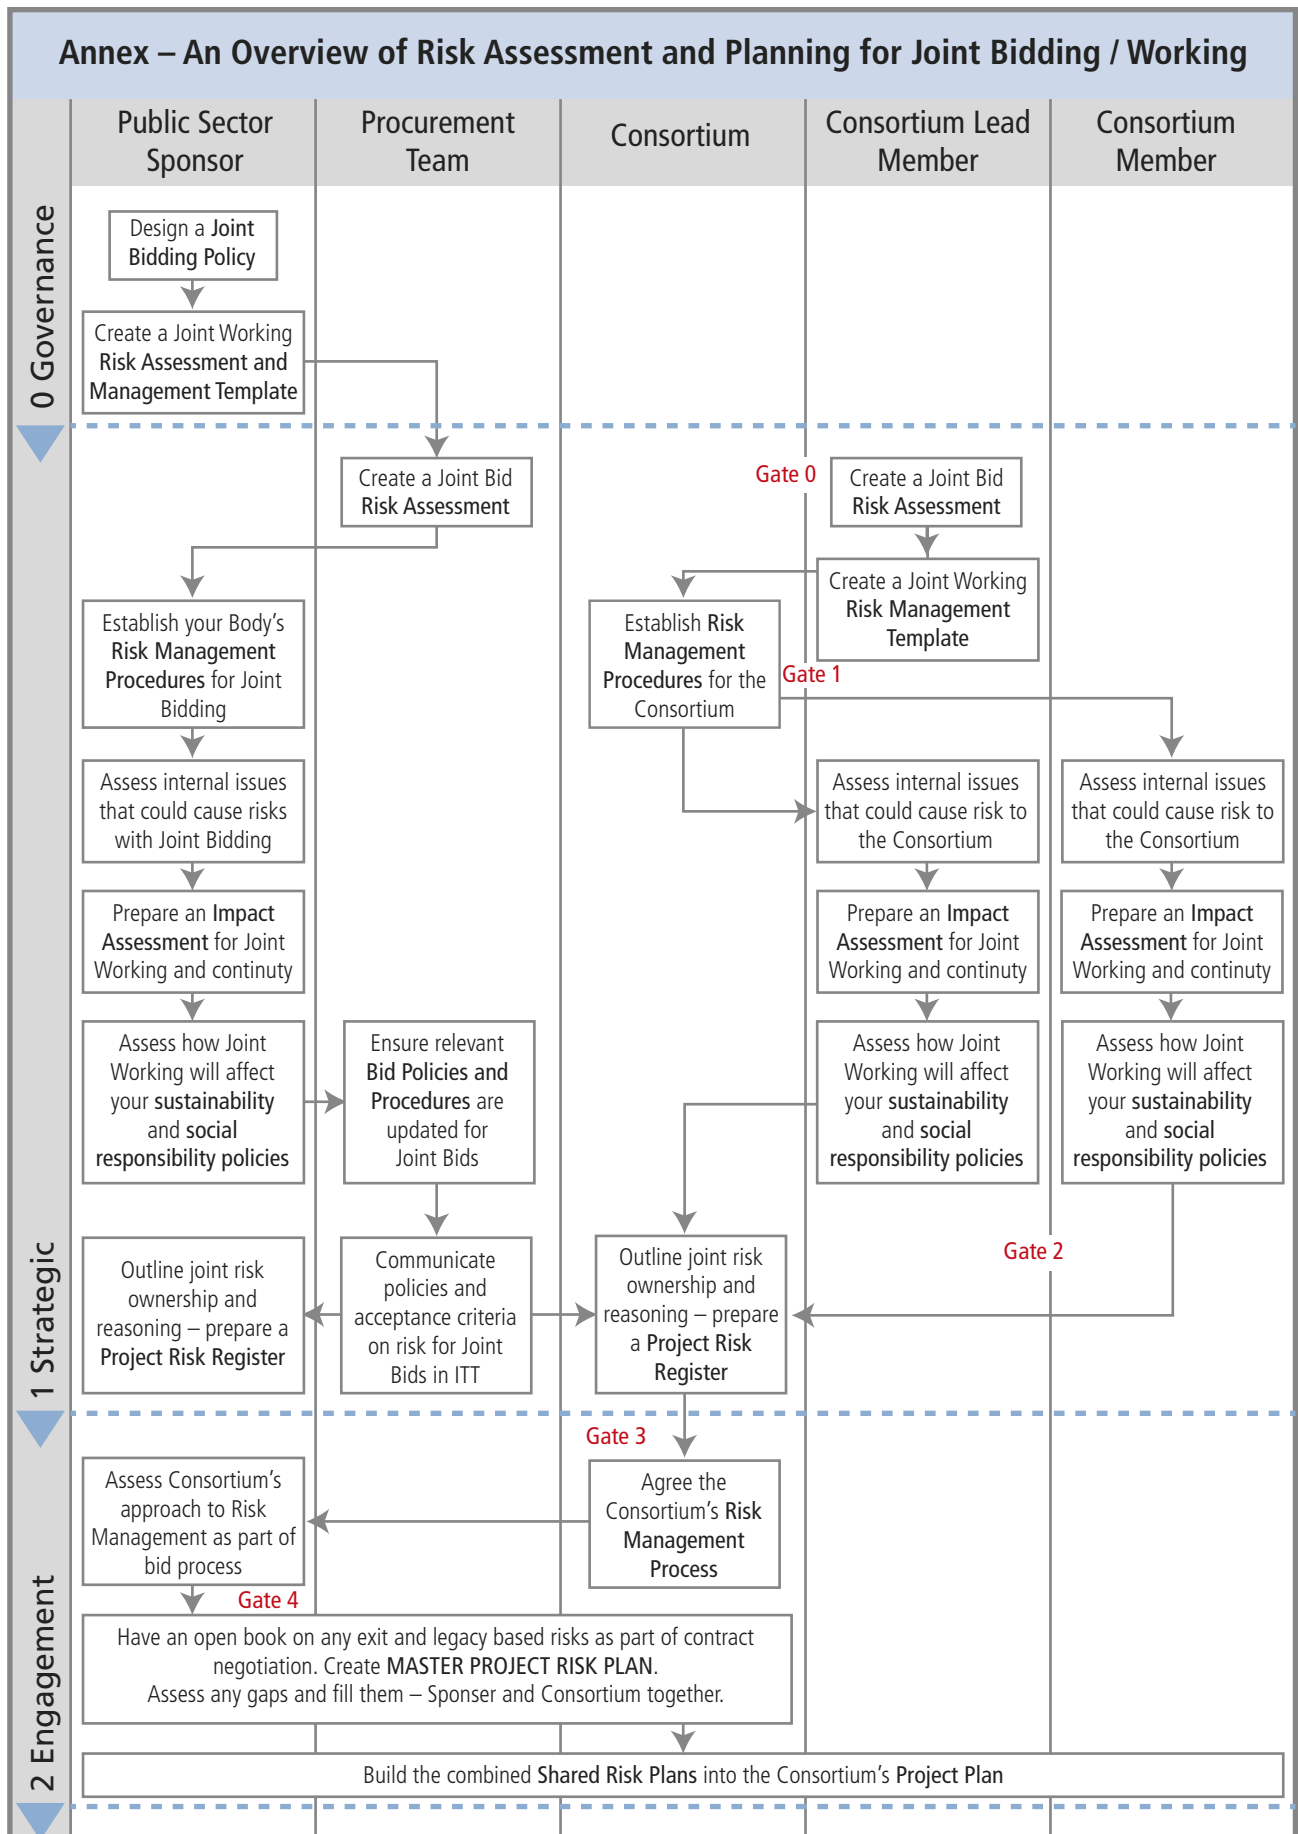 Annex – An Overview of Risk Assessment and Planning for Joint Bidding / Working
Public Sector
Sponsor
Procurement
Team
Consortium
Consortium Lead
Member
Consortium
Member
0 Governance
Design a Joint
Bidding Policy
Create a Joint Working
Risk Assessment and
Management Template
1 Strategic
Create a Joint Bid
Risk Assessment
Gate 0
Create a Joint Bid
Risk Assessment
Create a Joint Working
Risk Management
Template
Establish your Body’s
Risk Management
Procedures for Joint
Bidding
Establish Risk
Management
Procedures for the
Consortium
Gate 1
Assess internal issues
that could cause risks
with Joint Bidding
Assess internal issues
that could cause risk to
the Consortium
Assess internal issues
that could cause risk to
the Consortium
Prepare an Impact
Assessment for Joint
Working and continuty
Prepare an Impact
Assessment for Joint
Working and continuty
Prepare an Impact
Assessment for Joint
Working and continuty
Assess how Joint
Working will affect
your sustainability
and social
responsibility policies
Ensure relevant
Bid Policies and
Procedures are
updated for
Joint Bids
Assess how Joint
Working will affect
your sustainability
and social
responsibility policies
Assess how Joint
Working will affect
your sustainability
and social
responsibility policies
Outline joint risk
ownership and
reasoning – prepare a
Project Risk Register
Communicate
policies and
acceptance criteria
on risk for Joint
Bids in ITT
Outline joint risk
ownership and
reasoning – prepare
a Project Risk
Register
Gate 2
2 Engagement
Gate 3
Assess Consortium’s
approach to Risk
Management as part of
bid process
Agree the
Consortium’s Risk
Management
Process
Gate 4
Have an open book on any exit and legacy based risks as part of contract
negotiation. Create MASTER PROJECT RISK PLAN.
Assess any gaps and fill them – Sponser and Consortium together.
Build the combined Shared Risk Plans into the Consortium’s Project Plan